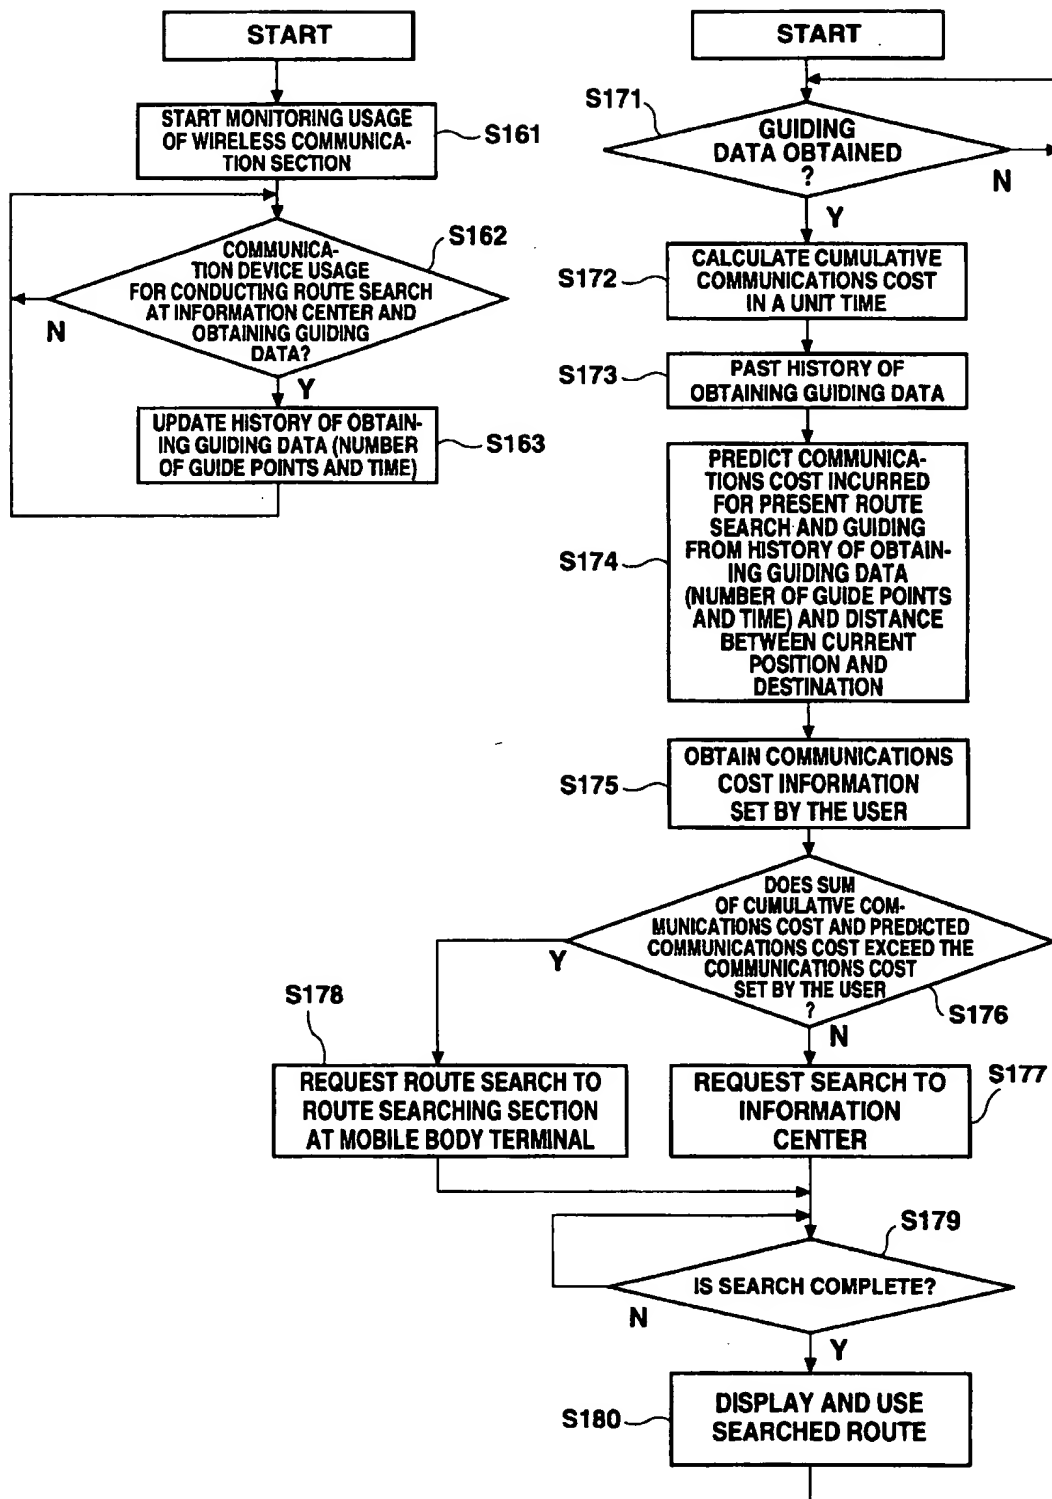 START
START MONITORING USAGE
OF WIRELESS COMMUNICA-
TION SECTION
S161
COMMUNICA-
TION DEVICE USAGE
FOR CONDUCTING ROUTE SEARCH
AT INFORMATION CENTER AND
OBTAINING GUIDING
DATA?
S162
N
Y
UPDATE HISTORY OF OBTAIN-
ING GUIDING DATA (NUMBER
OF GUIDE POINTS AND TIME)
S163
START
S171
GUIDING
DATA OBTAINED
?
N
Y
S172
CALCULATE CUMULATIVE
COMMUNICATIONS COST
IN A UNIT TIME
S173
PAST HISTORY OF
OBTAINING GUIDING DATA
S174
PREDICT COMMUNICA-
TIONS COST INCURRED
FOR PRESENT ROUTE
SEARCH AND GUIDING
FROM HISTORY OF OBTAIN-
ING GUIDING DATA
(NUMBER OF GUIDE POINTS
AND TIME) AND DISTANCE
BETWEEN CURRENT
POSITION AND
DESTINATION
S175
OBTAIN COMMUNICATIONS
COST INFORMATION
SET BY THE USER
DOES SUM
OF CUMULATIVE COM-
MUNICATIONS COST AND PREDICTED
COMMUNICATIONS COST EXCEED THE
COMMUNICATIONS COST
SET BY THE USER
?
S176
Y
N
S178
REQUEST ROUTE SEARCH TO
ROUTE SEARCHING SECTION
AT MOBILE BODY TERMINAL
S177
REQUEST SEARCH TO
INFORMATION
CENTER
S179
IS SEARCH COMPLETE?
N
Y
S180
DISPLAY AND USE
SEARCHED ROUTE